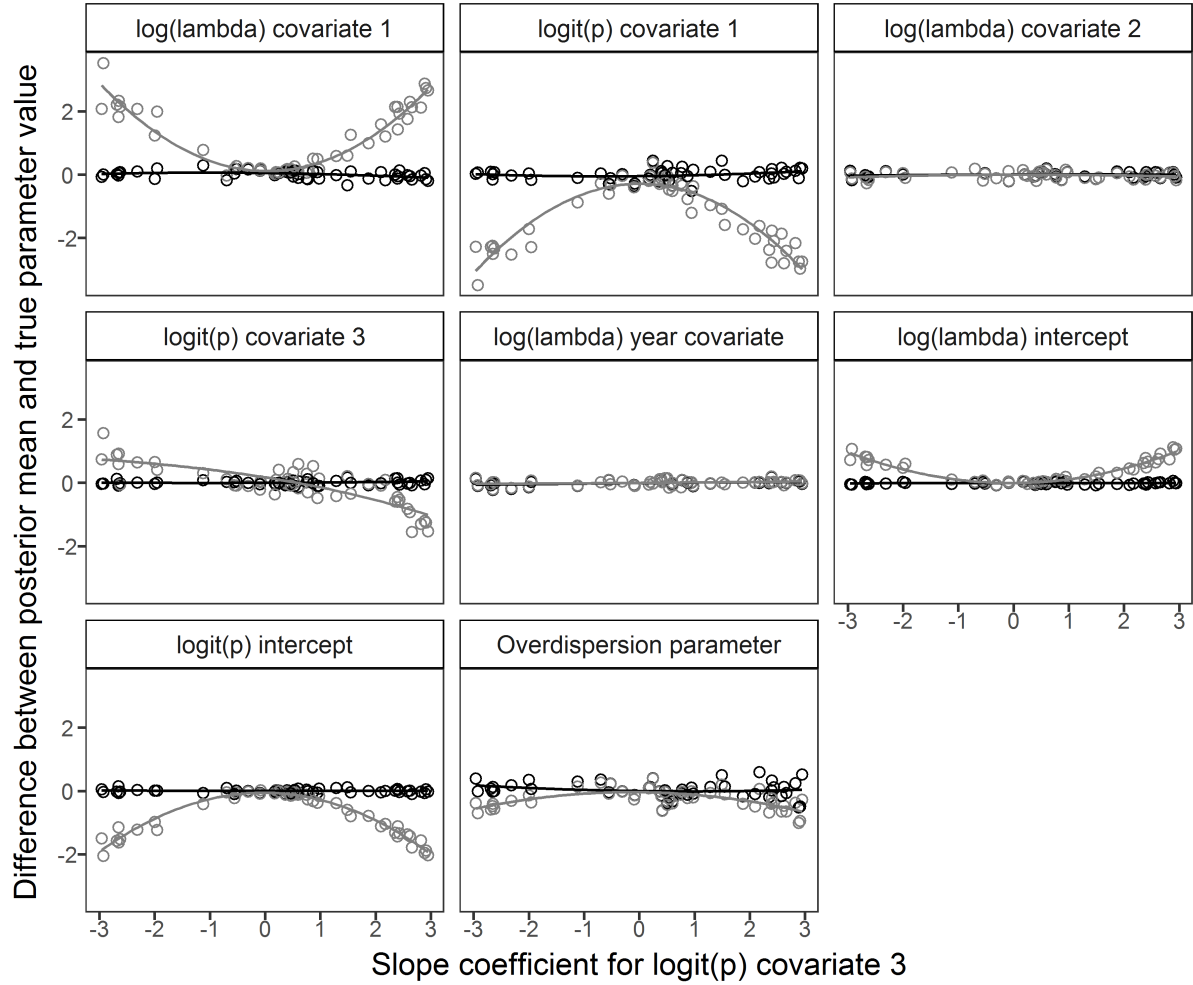 log(lambda) covariate 1
logit(p) covariate 1
log(lambda) covariate 2
2
0
-2
logit(p) covariate 3
log(lambda) year covariate
log(lambda) intercept
2
0
-2
-3 -2 -1 0 1 2 3
logit(p) intercept
Overdispersion parameter
2
0
-2
-3 -2 -1 0 1 2 3
-3 -2 -1 0 1 2 3
Slope coefficient for logit(p) covariate 3
Difference between posterior mean and true parameter value